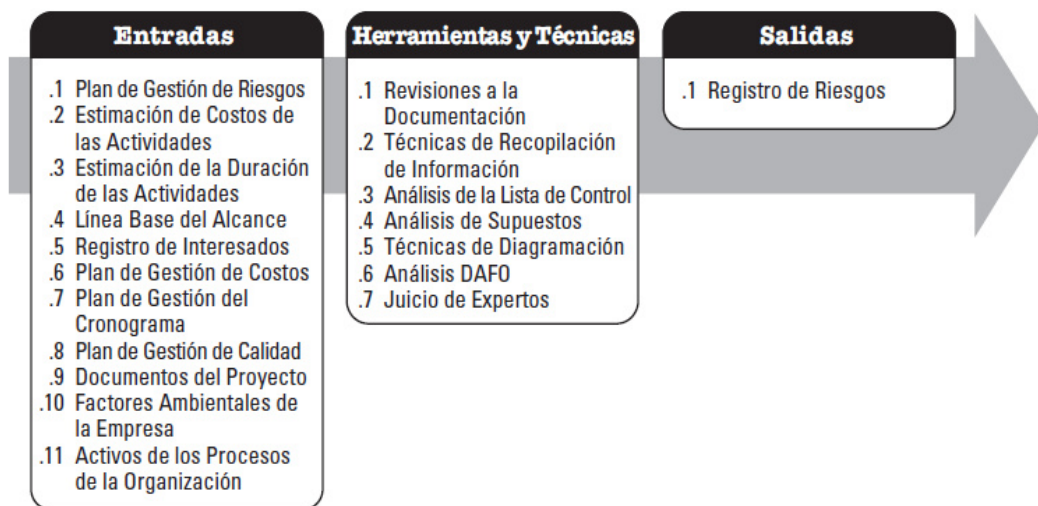 Entradas
.1 Plan de Gestión de Riesgos
.2 Estimación de Costos de
las Actividades
.3 Estimación de la Duración
de las Actividades
.4 Línea Base del Alcance
.5 Registro de Interesados
.6 Plan de Gestión de Costos
.7 Plan de Gestión del
Cronograma
.8 Plan de Gestión de Calidad
.9 Documentos del Proyecto
.10 Factores Ambientales de
la Empresa
.11 Activos de los Procesos
de la Organización
Herramientas y Técnicas
.1 Revisiones a la
Documentación
.2 Técnicas de Recopilación
de Información
.3 Análisis de la Lista de Control
.4 Análisis de Supuestos
.5 Técnicas de Diagramación
.6 Análisis DAFO
.7 Juicio de Expertos
Salidas
.1 Registro de Riesgos